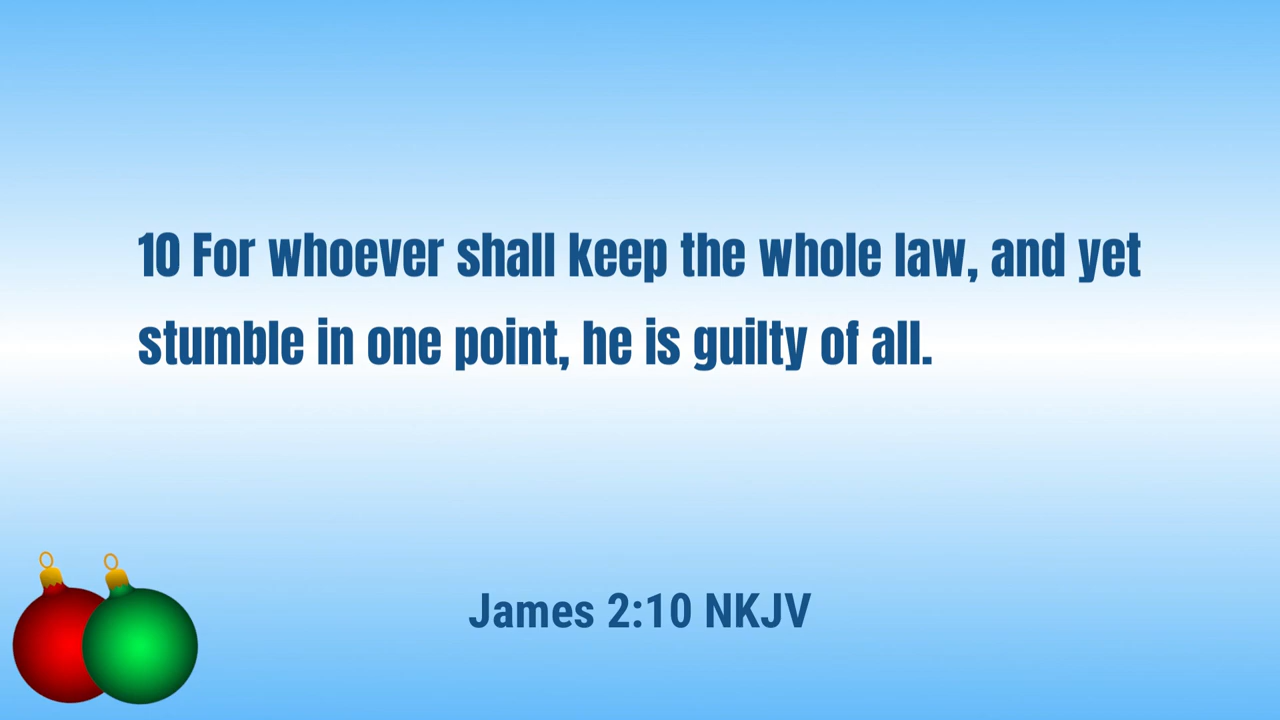 10 For whoever shall keep the whole law, and yet
stumble in one point, he is guilty of all.
James 2:10 NKJV